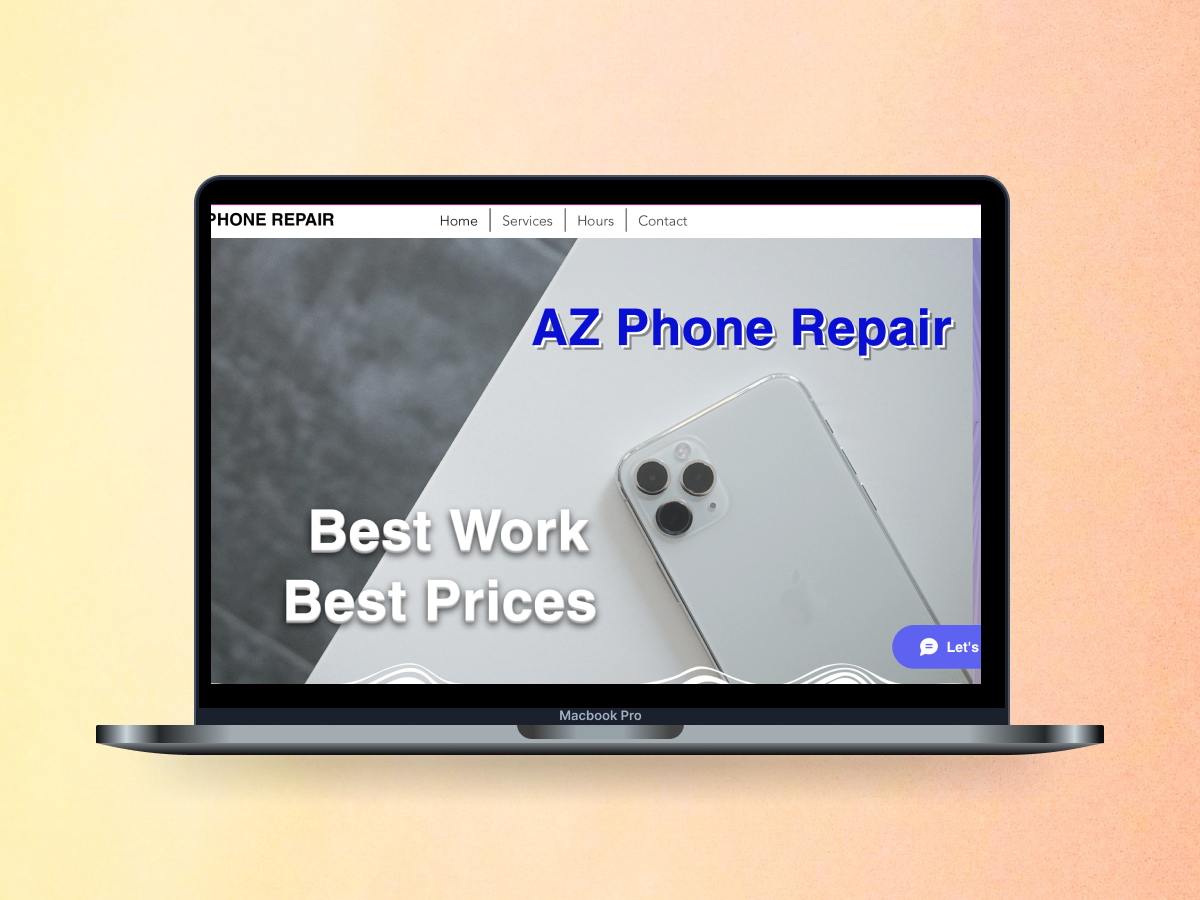 PHONE REPAIR
Home Services Hours Contact
AZ Phone Repair
Best Work
Best Prices
Let's
Macbook Pro